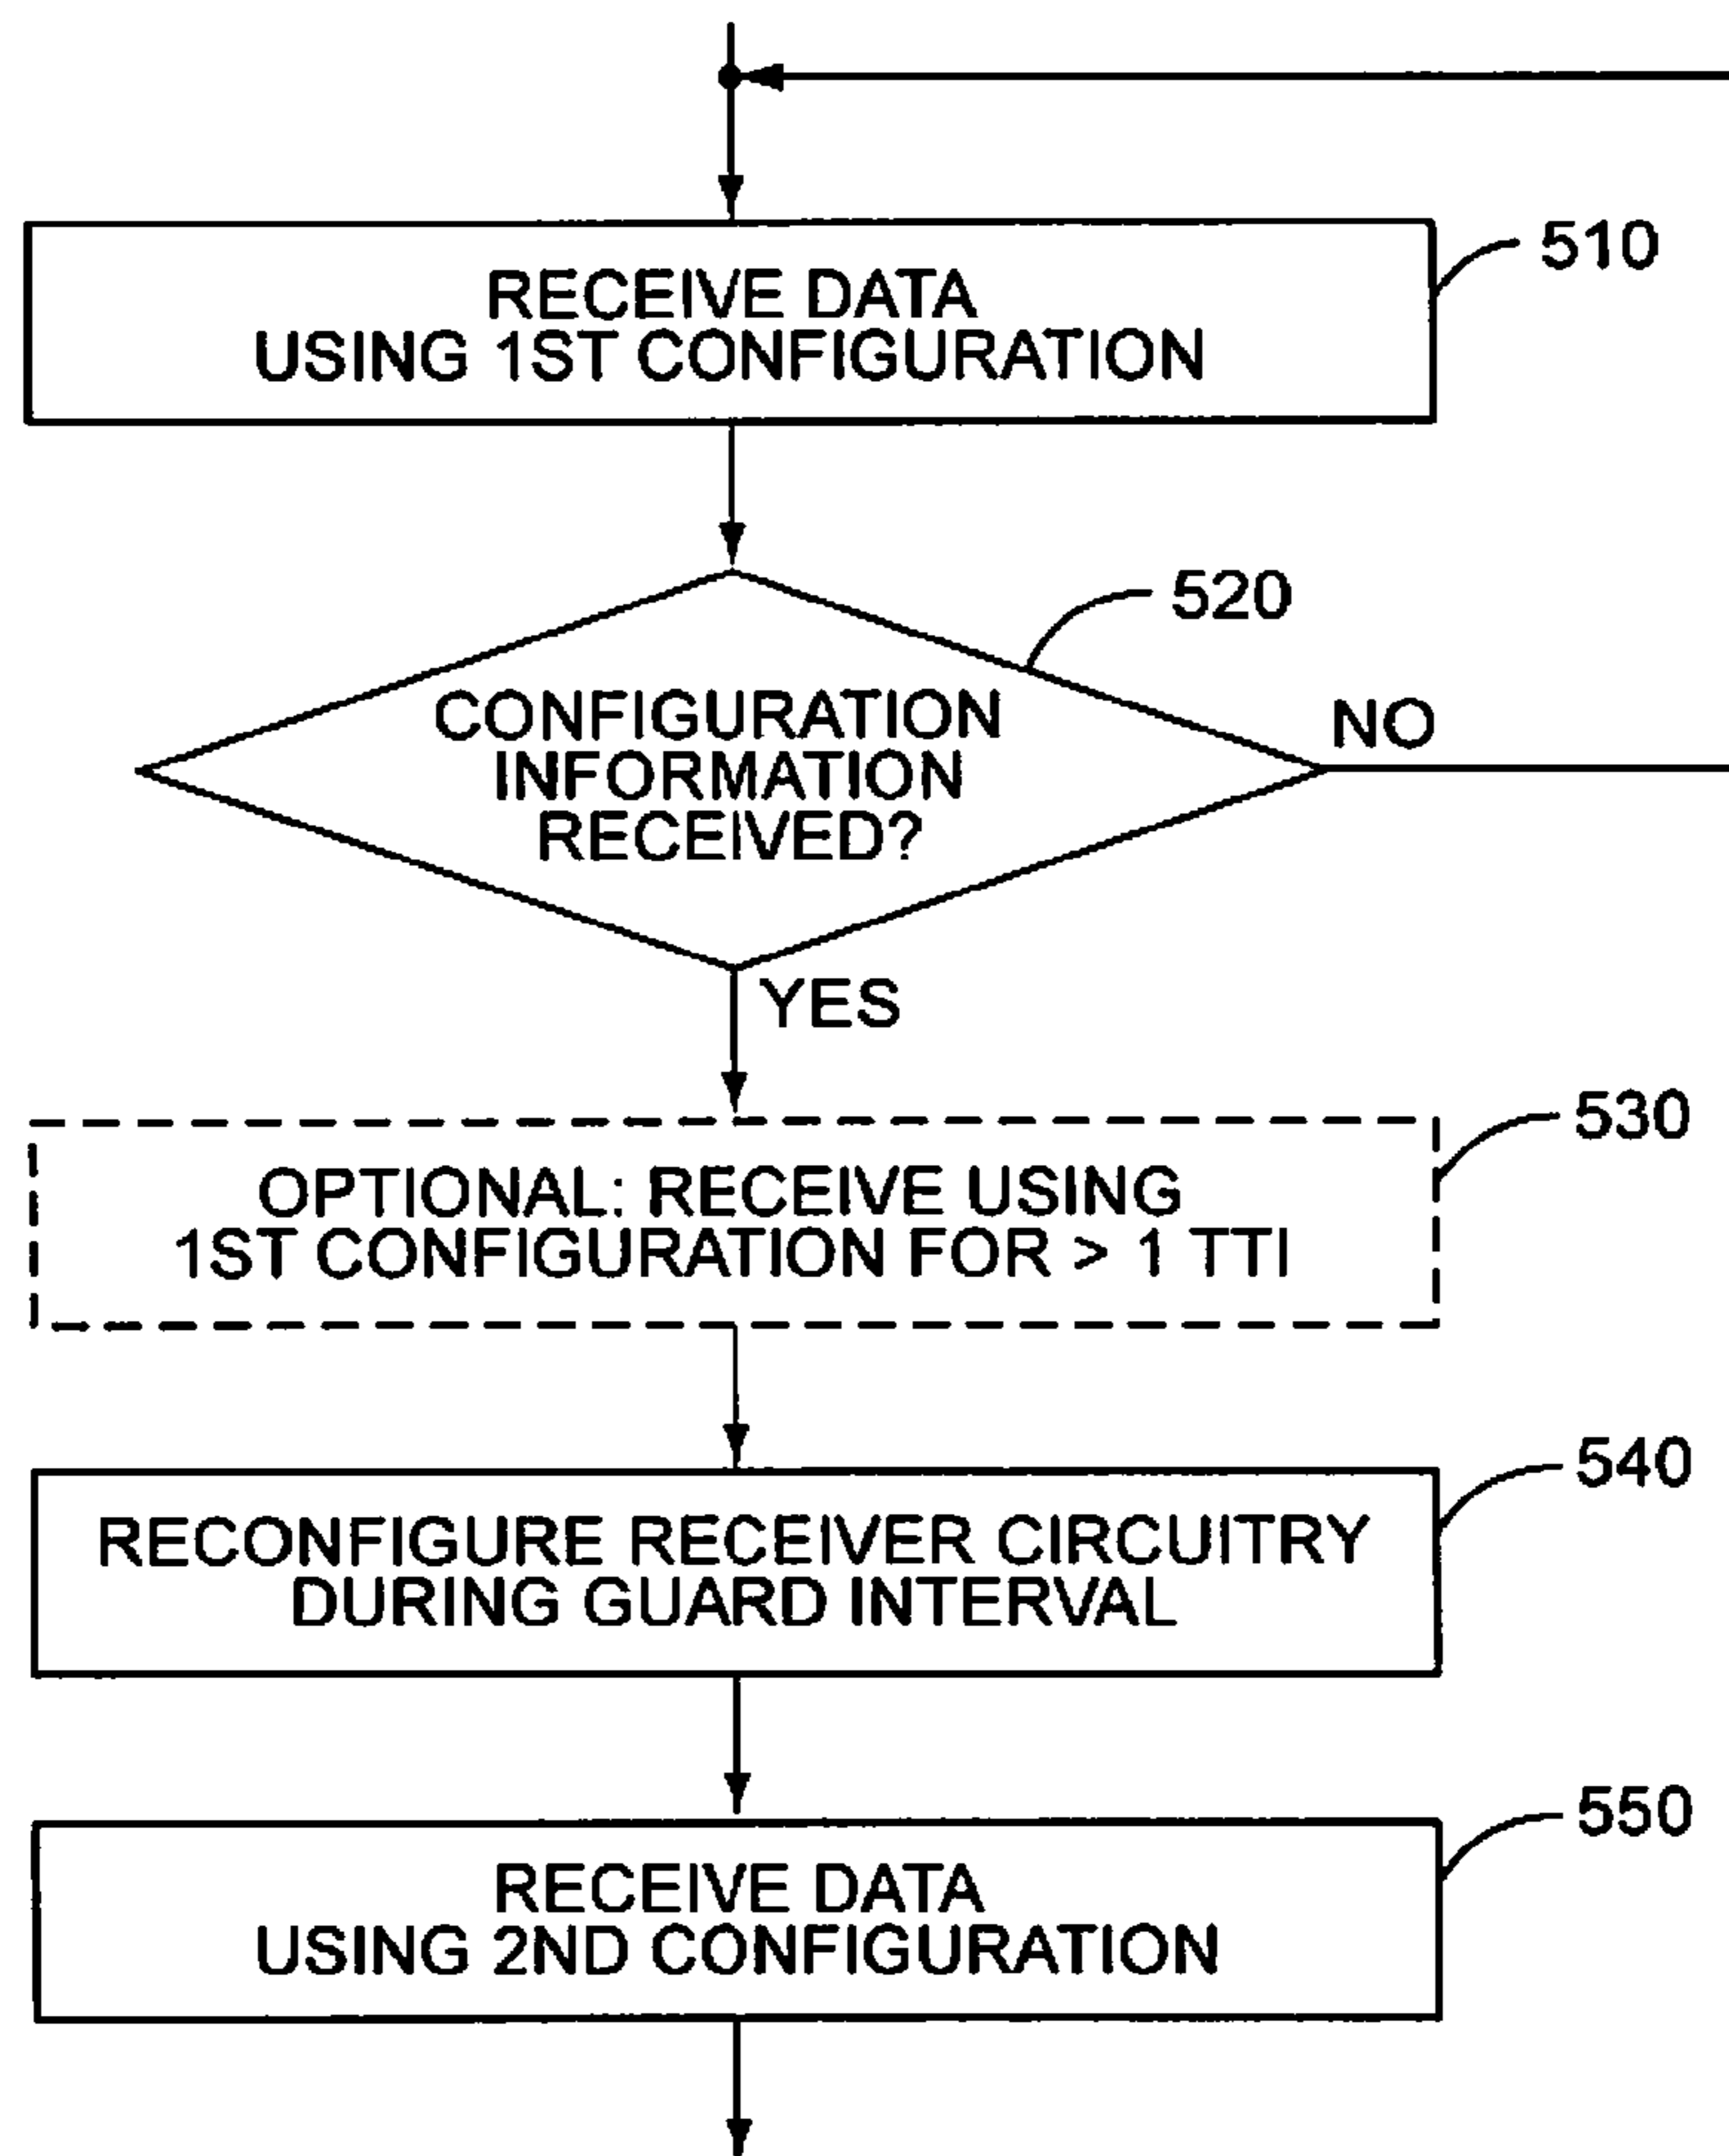 RECEIVE DATA
USING 1ST CONFIGURATION
510
520
CONFIGURATION
INFORMATION
RECEIVED?
NO
YES
530
OPTIONAL: RECEIVE USING
1ST CONFIGURATION FOR > 1 TTI
540
RECONFIGURE RECEIVER CIRCUITRY
DURING GUARD INTERVAL
550
RECEIVE DATA
USING 2ND CONFIGURATION